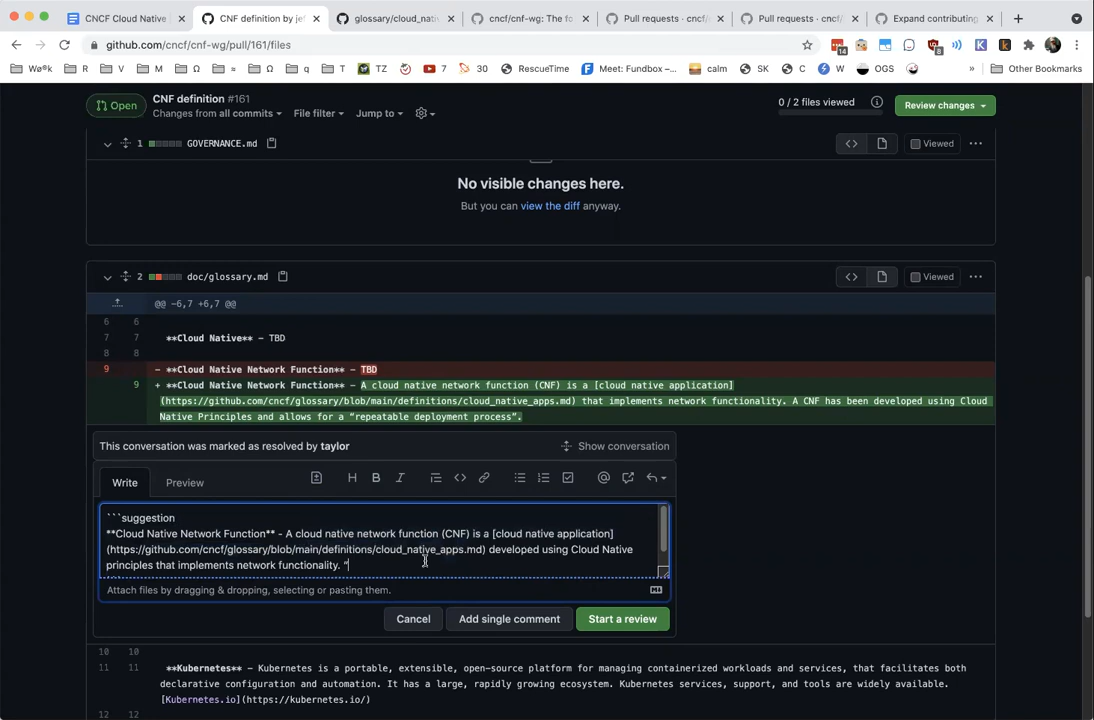 CNCF Cloud Native
CNF definition by je
glossary/cloud_nati
cncf/cnf-wg: The fo
Pull requests · cncf
Pull requests · cncf/
Expand contributing
github.com/cncf/cnf-wg/pull/161/files
14
8
Wø®k
R
V
M
Ω
≈
Ω
q
T
TZ
7
30
RescueTime
Meet: Fundbox –...
calm
SK
C
W
OGS
»
Other Bookmarks
Open
CNF definition #161
Changes from all commits
File filter
Jump to
0 / 2 files viewed
Review changes
1 GOVERNANCE.md
Viewed
No visible changes here.
But you can view the diff anyway.
2 doc/glossary.md
Viewed
@@ -6,7 +6,7 @@
6 6
7 7 **Cloud Native** - TBD
8 8
9 - **Cloud Native Network Function** - TBD
9 + **Cloud Native Network Function** - A cloud native network function (CNF) is a [cloud native application]
(https://github.com/cncf/glossary/blob/main/definitions/cloud_native_apps.md) that implements network functionality. A CNF has been developed using Cloud
Native Principles and allows for a “repeatable deployment process”.
This conversation was marked as resolved by taylor
Show conversation
Write
Preview
```suggestion
**Cloud Native Network Function** - A cloud native network function (CNF) is a [cloud native application]
(https://github.com/cncf/glossary/blob/main/definitions/cloud_native_apps.md) developed using Cloud Native
principles that implements network functionality. “
Attach files by dragging & dropping, selecting or pasting them.
Cancel
Add single comment
Start a review
10 10
11 11 **Kubernetes** - Kubernetes is a portable, extensible, open-source platform for managing containerized workloads and services, that facilitates both
declarative configuration and automation. It has a large, rapidly growing ecosystem. Kubernetes services, support, and tools are widely available.
[Kubernetes.io](https://kubernetes.io/)
12 12